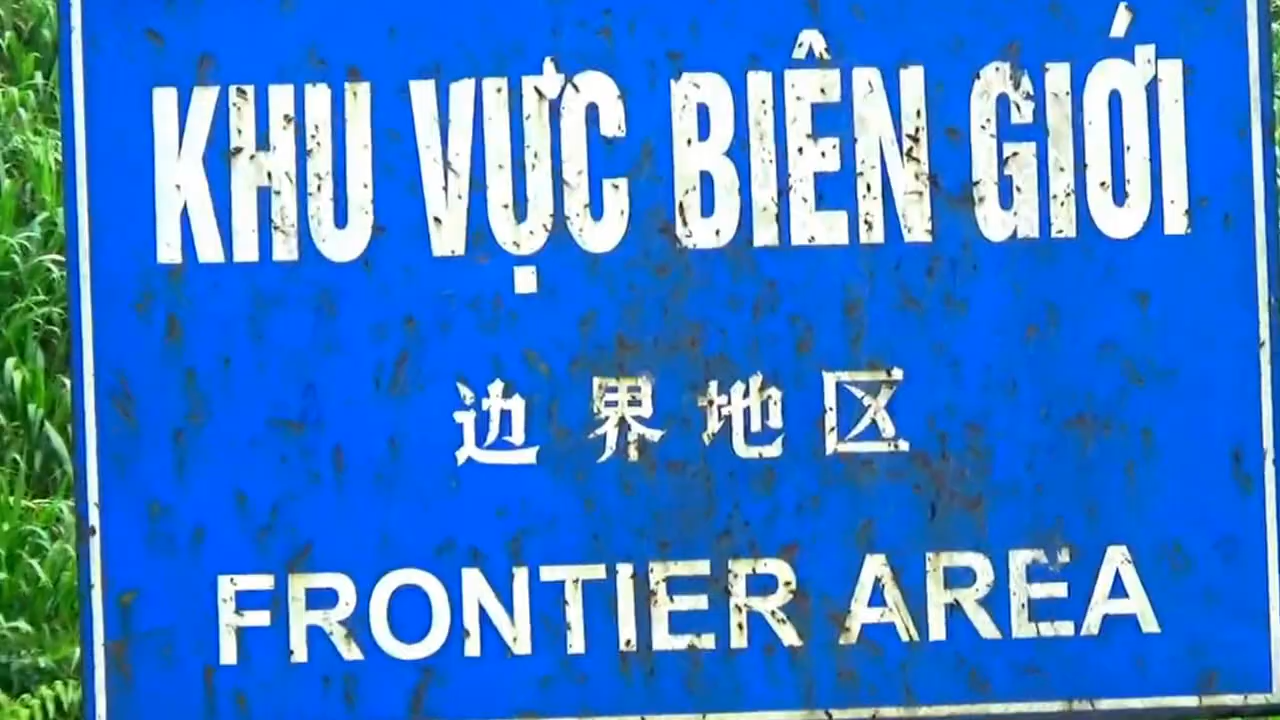 KHU VỰC BIÊN GIỚI
边界地区
FRONTIER AREA